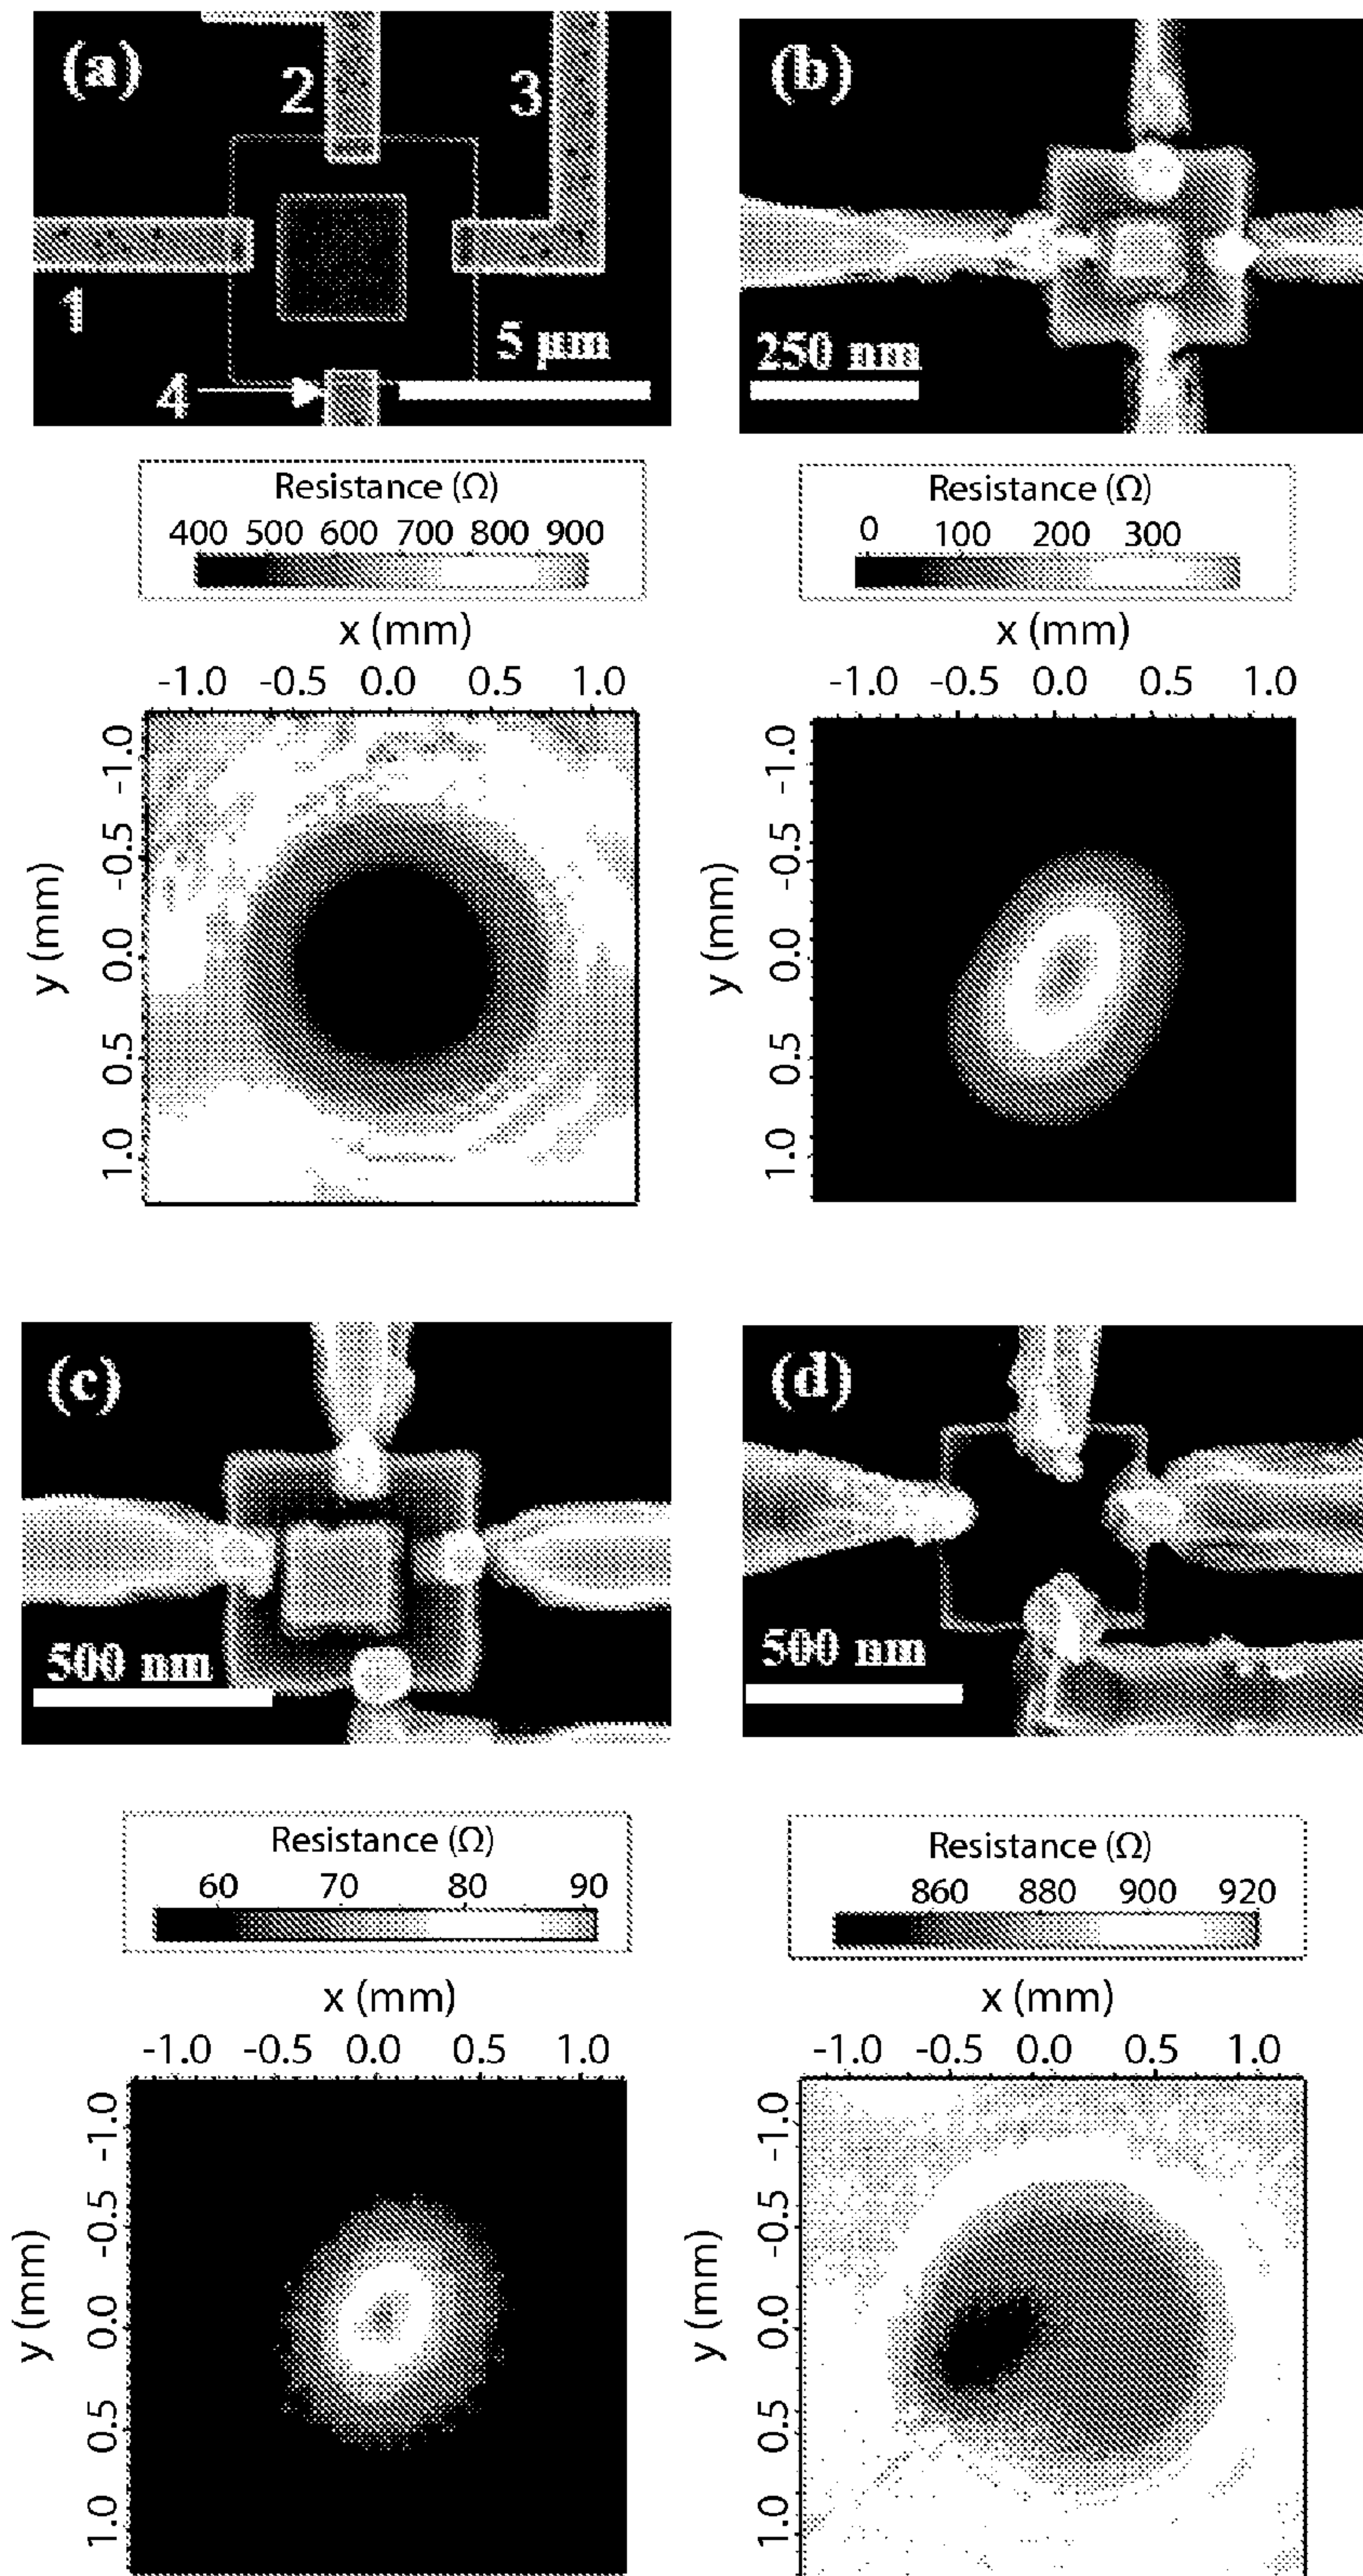 (a)
2
3
1
5 μm
4
(b)
250 nm
Resistance (Ω)
400 500 600 700 800 900
x (mm)
-1.0 -0.5 0.0 0.5 1.0
y (mm)
-1.0 -0.5 0.0 0.5 1.0
Resistance (Ω)
0 100 200 300
x (mm)
-1.0 -0.5 0.0 0.5 1.0
y (mm)
-1.0 -0.5 0.0 0.5 1.0
(c)
500 nm
(d)
500 nm
Resistance (Ω)
60 70 80 90
x (mm)
-1.0 -0.5 0.0 0.5 1.0
y (mm)
-1.0 -0.5 0.0 0.5 1.0
Resistance (Ω)
860 880 900 920
x (mm)
-1.0 -0.5 0.0 0.5 1.0
y (mm)
-1.0 -0.5 0.0 0.5 1.0